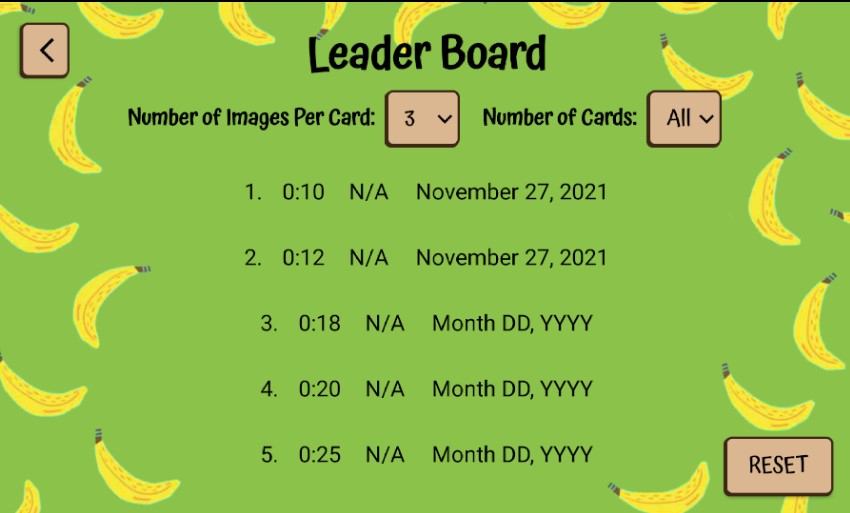 Leader Board
Number of Images Per Card: 3 Number of Cards: All
1. 0:10 N/A November 27, 2021
2. 0:12 N/A November 27, 2021
3. 0:18 N/A Month DD, YYYY
4. 0:20 N/A Month DD, YYYY
5. 0:25 N/A Month DD, YYYY
RESET